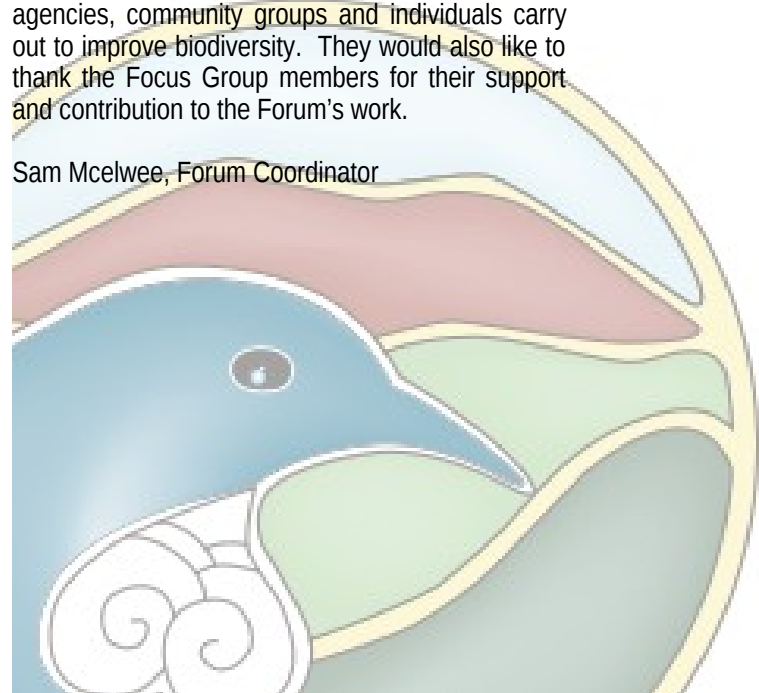 agencies, community groups and individuals carry
out to improve biodiversity.  They would also like to
thank the Focus Group members for their support
and contribution to the Forum's work.
Sam Mcelwee, Forum Coordinator